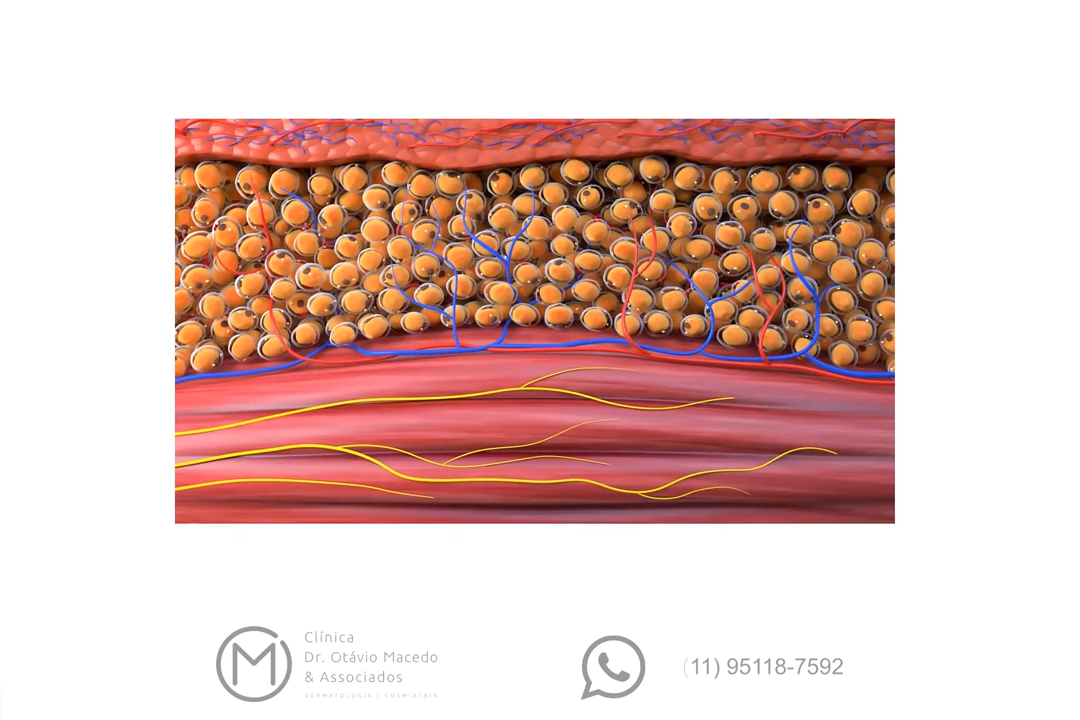 Clínica
Dr. Otávio Macedo
& Associados
DERMATOLOGIA | COSMIATRIA
(11) 95118-7592